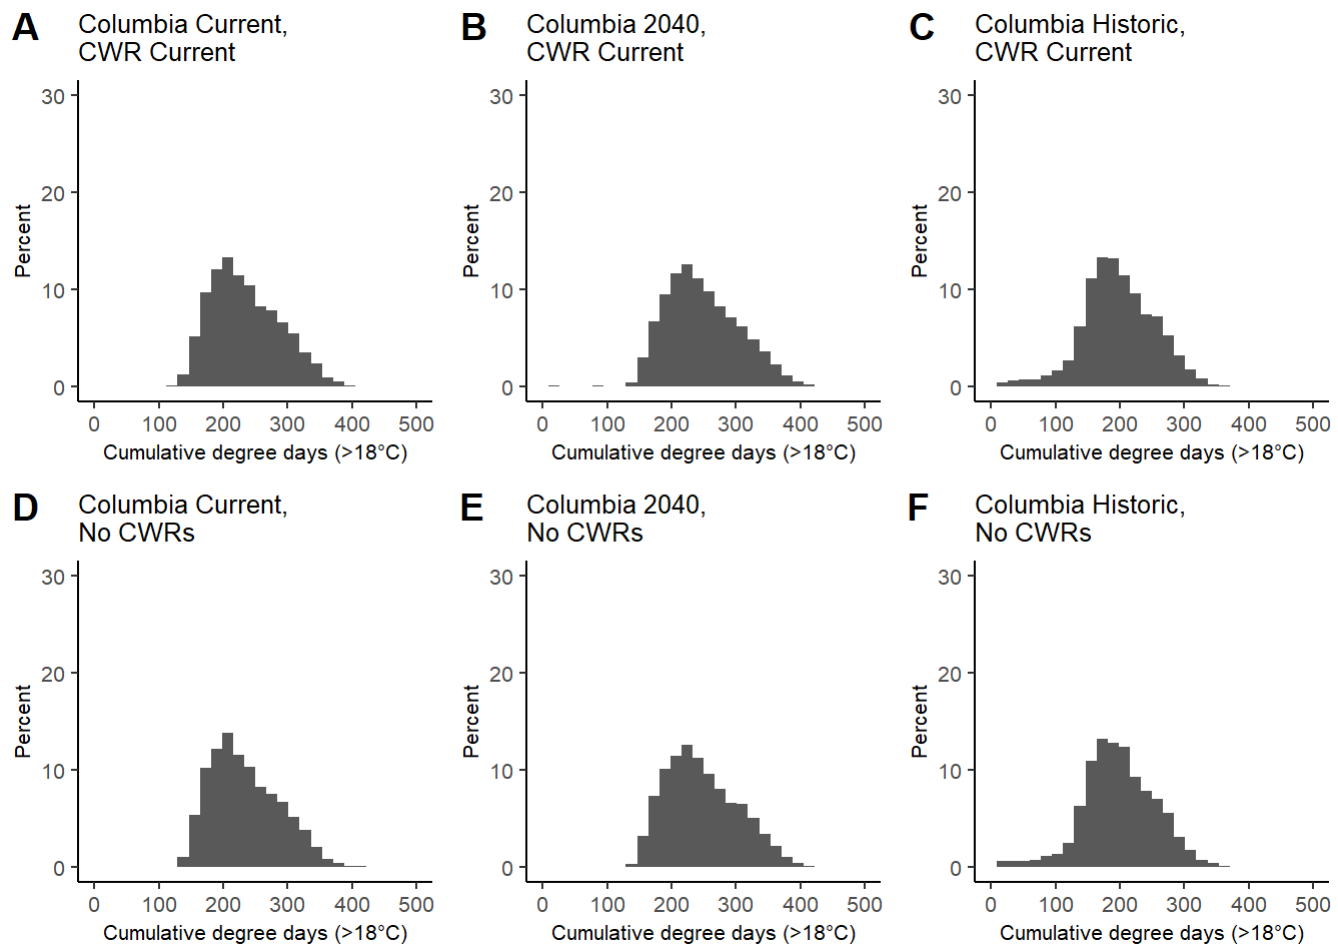 A
Columbia Current,
CWR Current
30
20
10
0
Percent
0 100 200 300 400 500
Cumulative degree days (>18°C)
B
Columbia 2040,
CWR Current
30
20
10
0
Percent
0 100 200 300 400 500
Cumulative degree days (>18°C)
C
Columbia Historic,
CWR Current
30
20
10
0
Percent
0 100 200 300 400 500
Cumulative degree days (>18°C)
D
Columbia Current,
No CWRs
30
20
10
0
Percent
0 100 200 300 400 500
Cumulative degree days (>18°C)
E
Columbia 2040,
No CWRs
30
20
10
0
Percent
0 100 200 300 400 500
Cumulative degree days (>18°C)
F
Columbia Historic,
No CWRs
30
20
10
0
Percent
0 100 200 300 400 500
Cumulative degree days (>18°C)